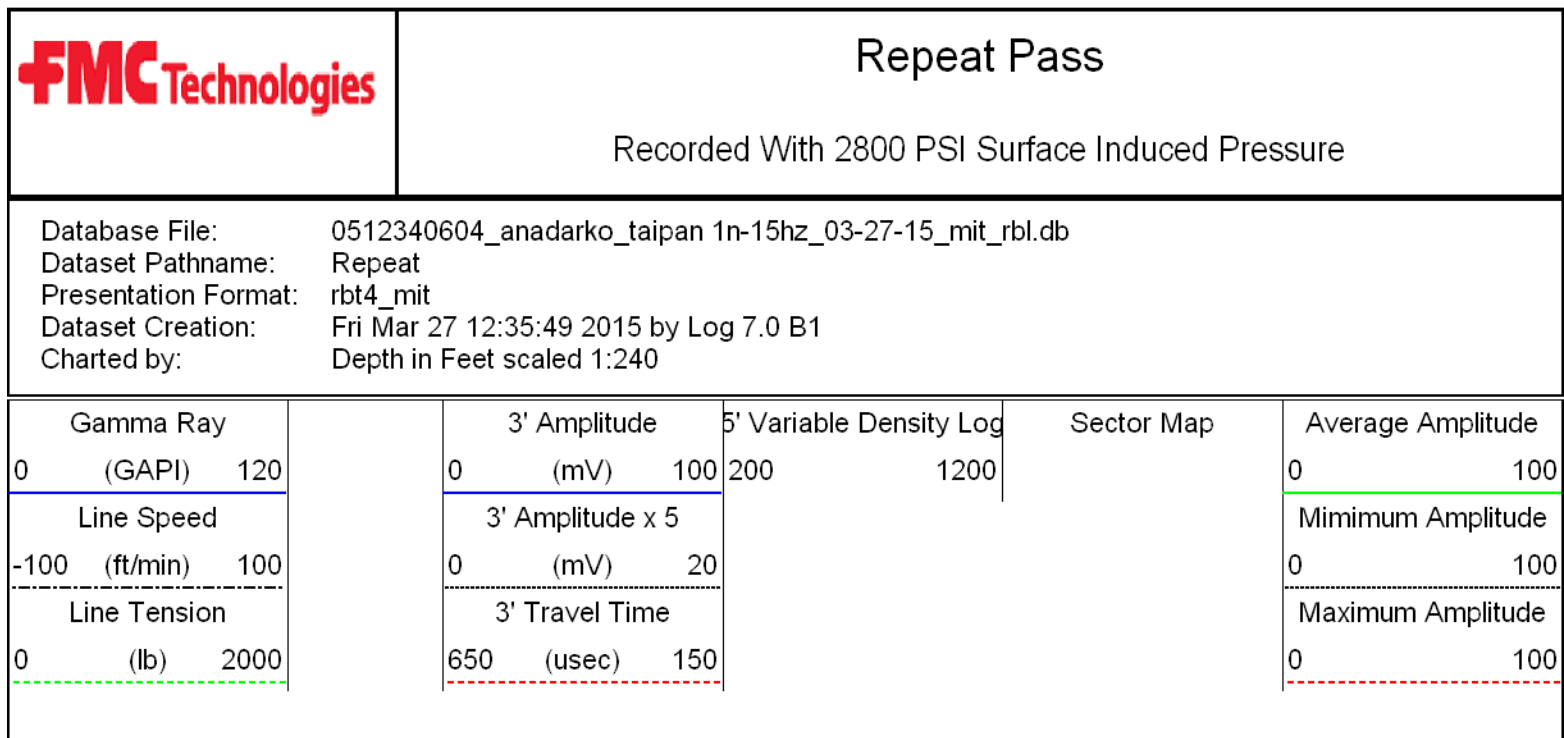 FMC Technologies
Repeat Pass
Recorded With 2800 PSI Surface Induced Pressure
Database File: 0512340604_anadarko_taipan 1n-15hz_03-27-15_mit_rbl.db
Dataset Pathname: Repeat
Presentation Format: rbt4_mit
Dataset Creation: Fri Mar 27 12:35:49 2015 by Log 7.0 B1
Charted by: Depth in Feet scaled 1:240
Gamma Ray
0 (GAPI) 120
Line Speed
-100 (ft/min) 100
Line Tension
0 (lb) 2000
3' Amplitude
0 (mV) 100
3' Amplitude x 5
0 (mV) 20
3' Travel Time
650 (usec) 150
5' Variable Density Log
200 1200
Sector Map
Average Amplitude
0 100
Mimimum Amplitude
0 100
Maximum Amplitude
0 100